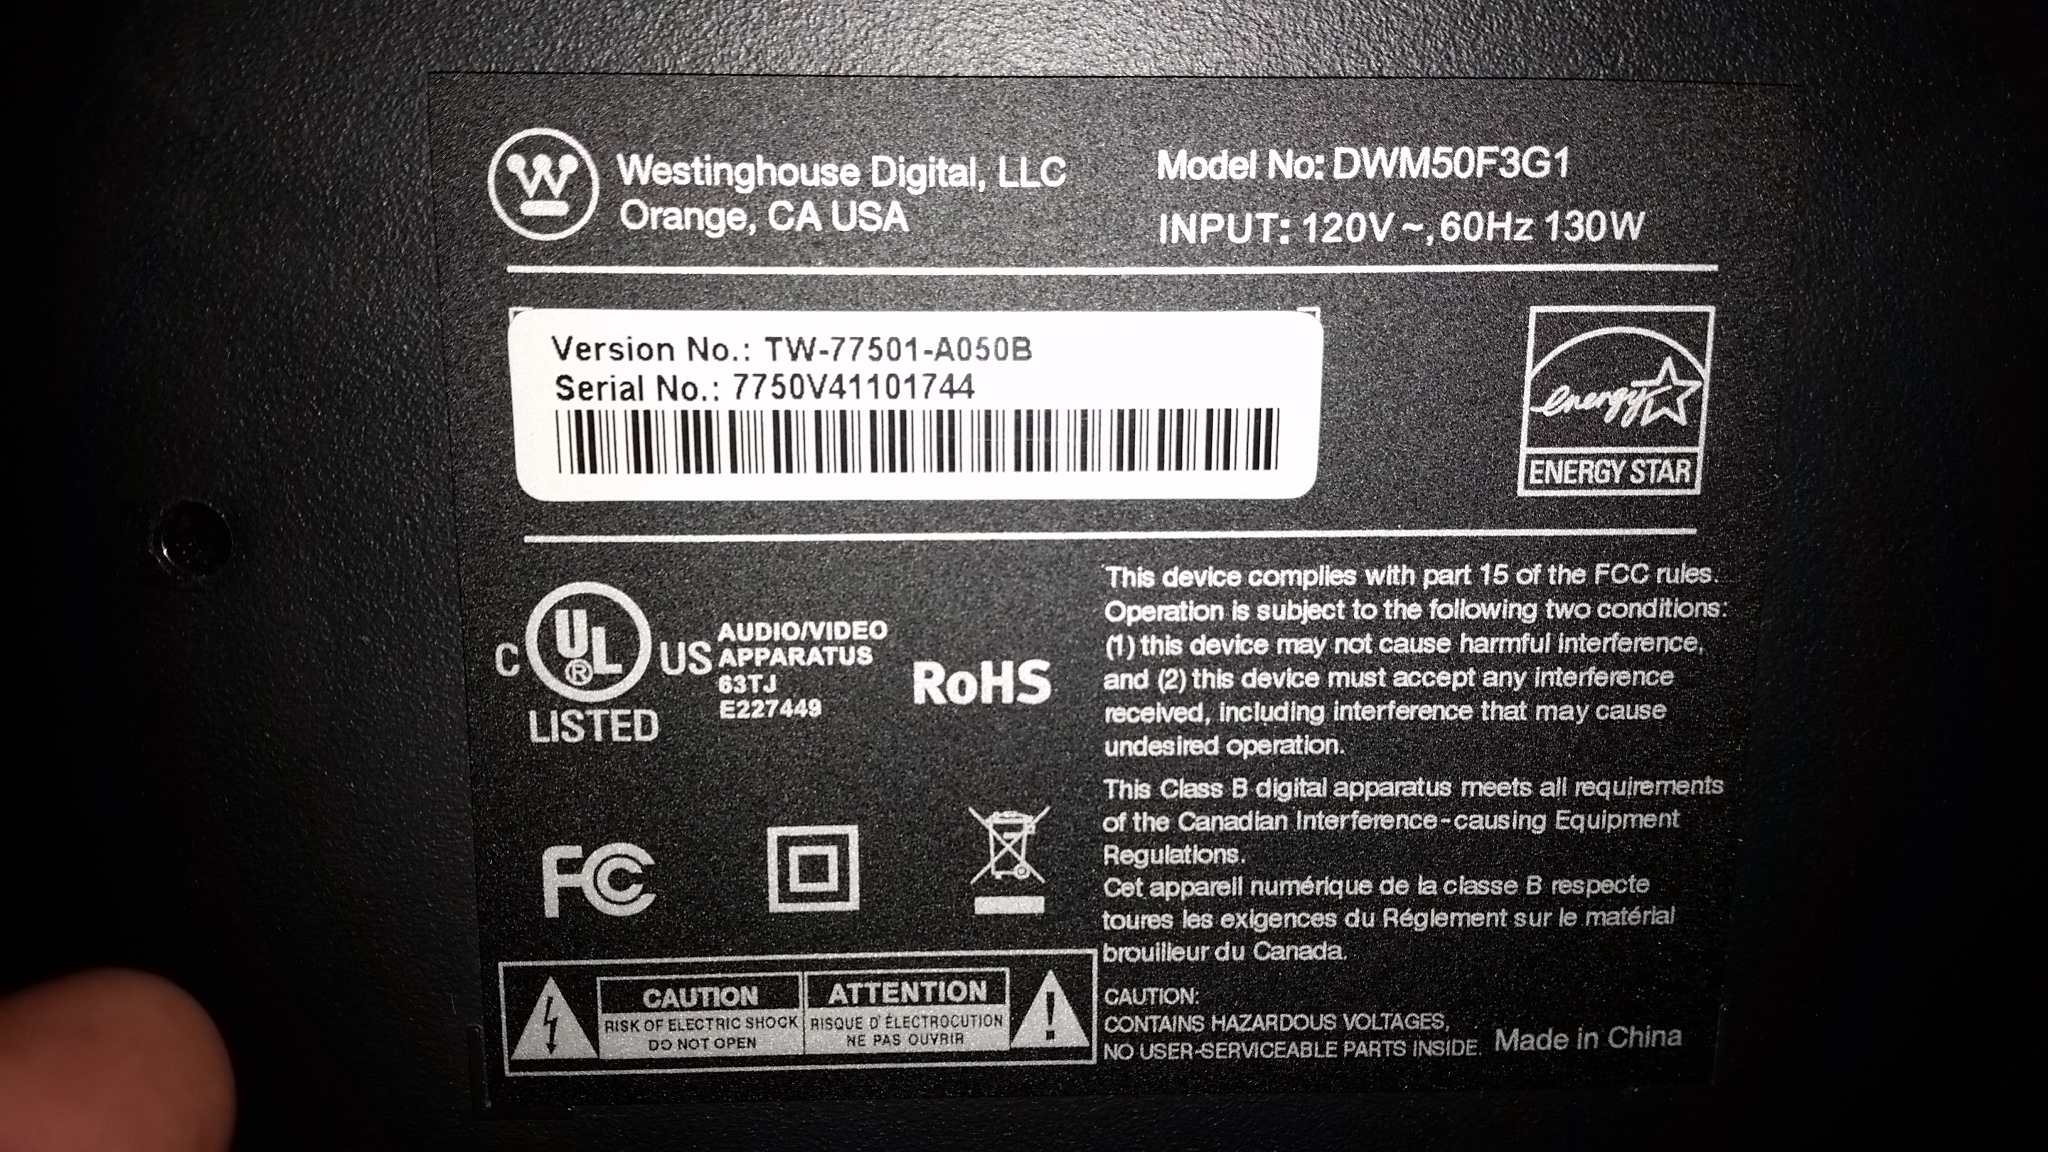 W
Westinghouse Digital, LLC
Orange, CA USA
Model No: DWM50F3G1
INPUT: 120V ~, 60Hz 130W
Version No.: TW-77501-A050B
Serial No.: 7750V41101744
energy
ENERGY STAR
C UL ® US
LISTED
AUDIO/VIDEO
APPARATUS
63TJ
E227449
RoHS
FC
This device complies with part 15 of the FCC rules.
Operation is subject to the following two conditions:
(1) this device may not cause harmful interference,
and (2) this device must accept any interference
received, including interference that may cause
undesired operation.
This Class B digital apparatus meets all requirements
of the Canadian Interference-causing Equipment
Regulations.
Cet appareil numérique de la classe B respecte
toures les exigences du Réglement sur le matérial
brouilleur du Canada.
CAUTION
RISK OF ELECTRIC SHOCK
DO NOT OPEN
ATTENTION
RISQUE D' ÉLECTROCUTION
NE PAS OUVRIR
!
CAUTION:
CONTAINS HAZARDOUS VOLTAGES,
NO USER-SERVICEABLE PARTS INSIDE.
Made in China